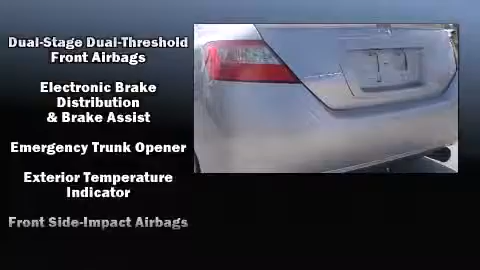 Dual-Stage Dual-Threshold
Front Airbags
Electronic Brake
Distribution
& Brake Assist
Emergency Trunk Opener
Exterior Temperature
Indicator
Front Side-Impact Airbags